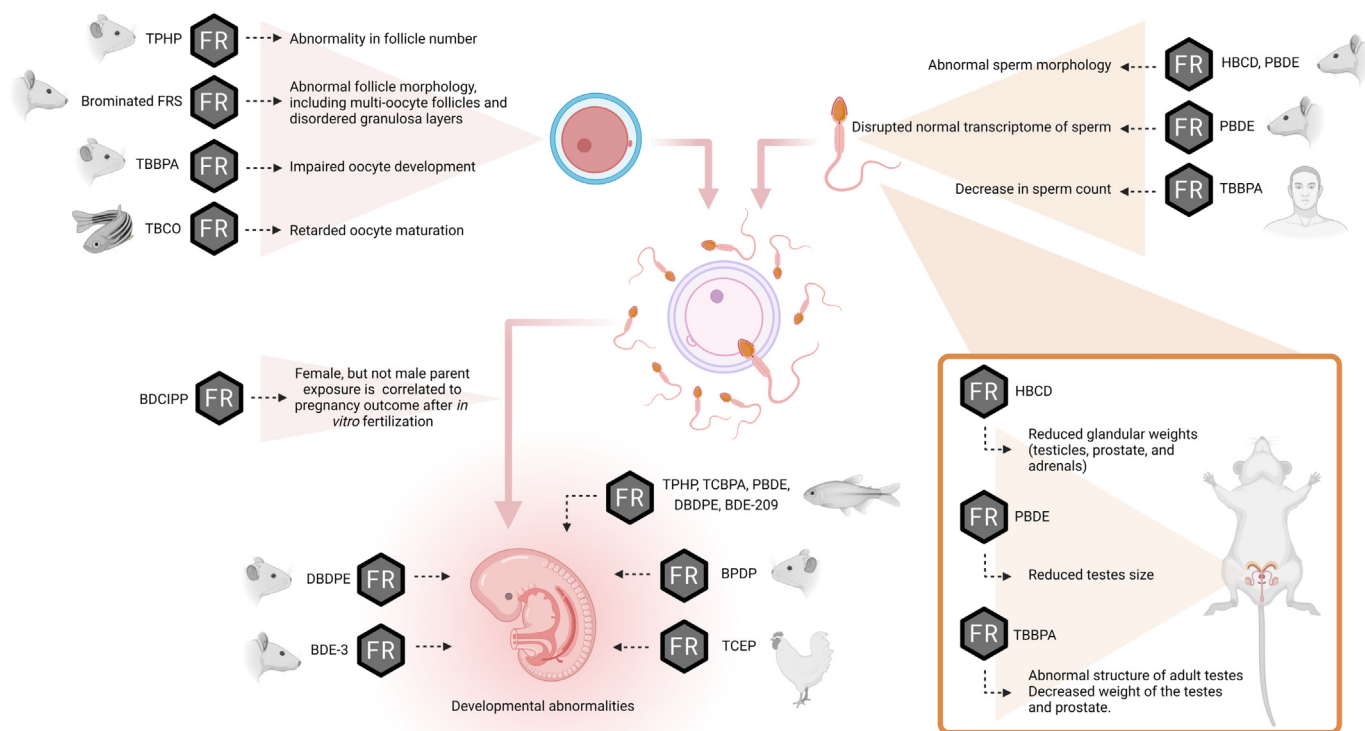 TPHP FR Abnormality in follicle number
Brominated FRS FR Abnormal follicle morphology,
including multi-oocyte follicles and
disordered granulosa layers
TBBPA FR Impaired oocyte development
TBCO FR Retarded oocyte maturation
Abnormal sperm morphology FR HBCD, PBDE
Disrupted normal transcriptome of sperm FR PBDE
Decrease in sperm count FR TBBPA
BDCIPP FR Female, but not male parent
exposure is correlated to
pregnancy outcome after in
vitro fertilization
FR TPHP, TCBPA, PBDE,
DBDPE, BDE-209
DBDPE FR
FR BPDP
BDE-3 FR
FR TCEP
Developmental abnormalities
FR HBCD
Reduced glandular weights
(testicles, prostate, and
adrenals)
FR PBDE
Reduced testes size
FR TBBPA
Abnormal structure of adult testes
Decreased weight of the testes
and prostate.